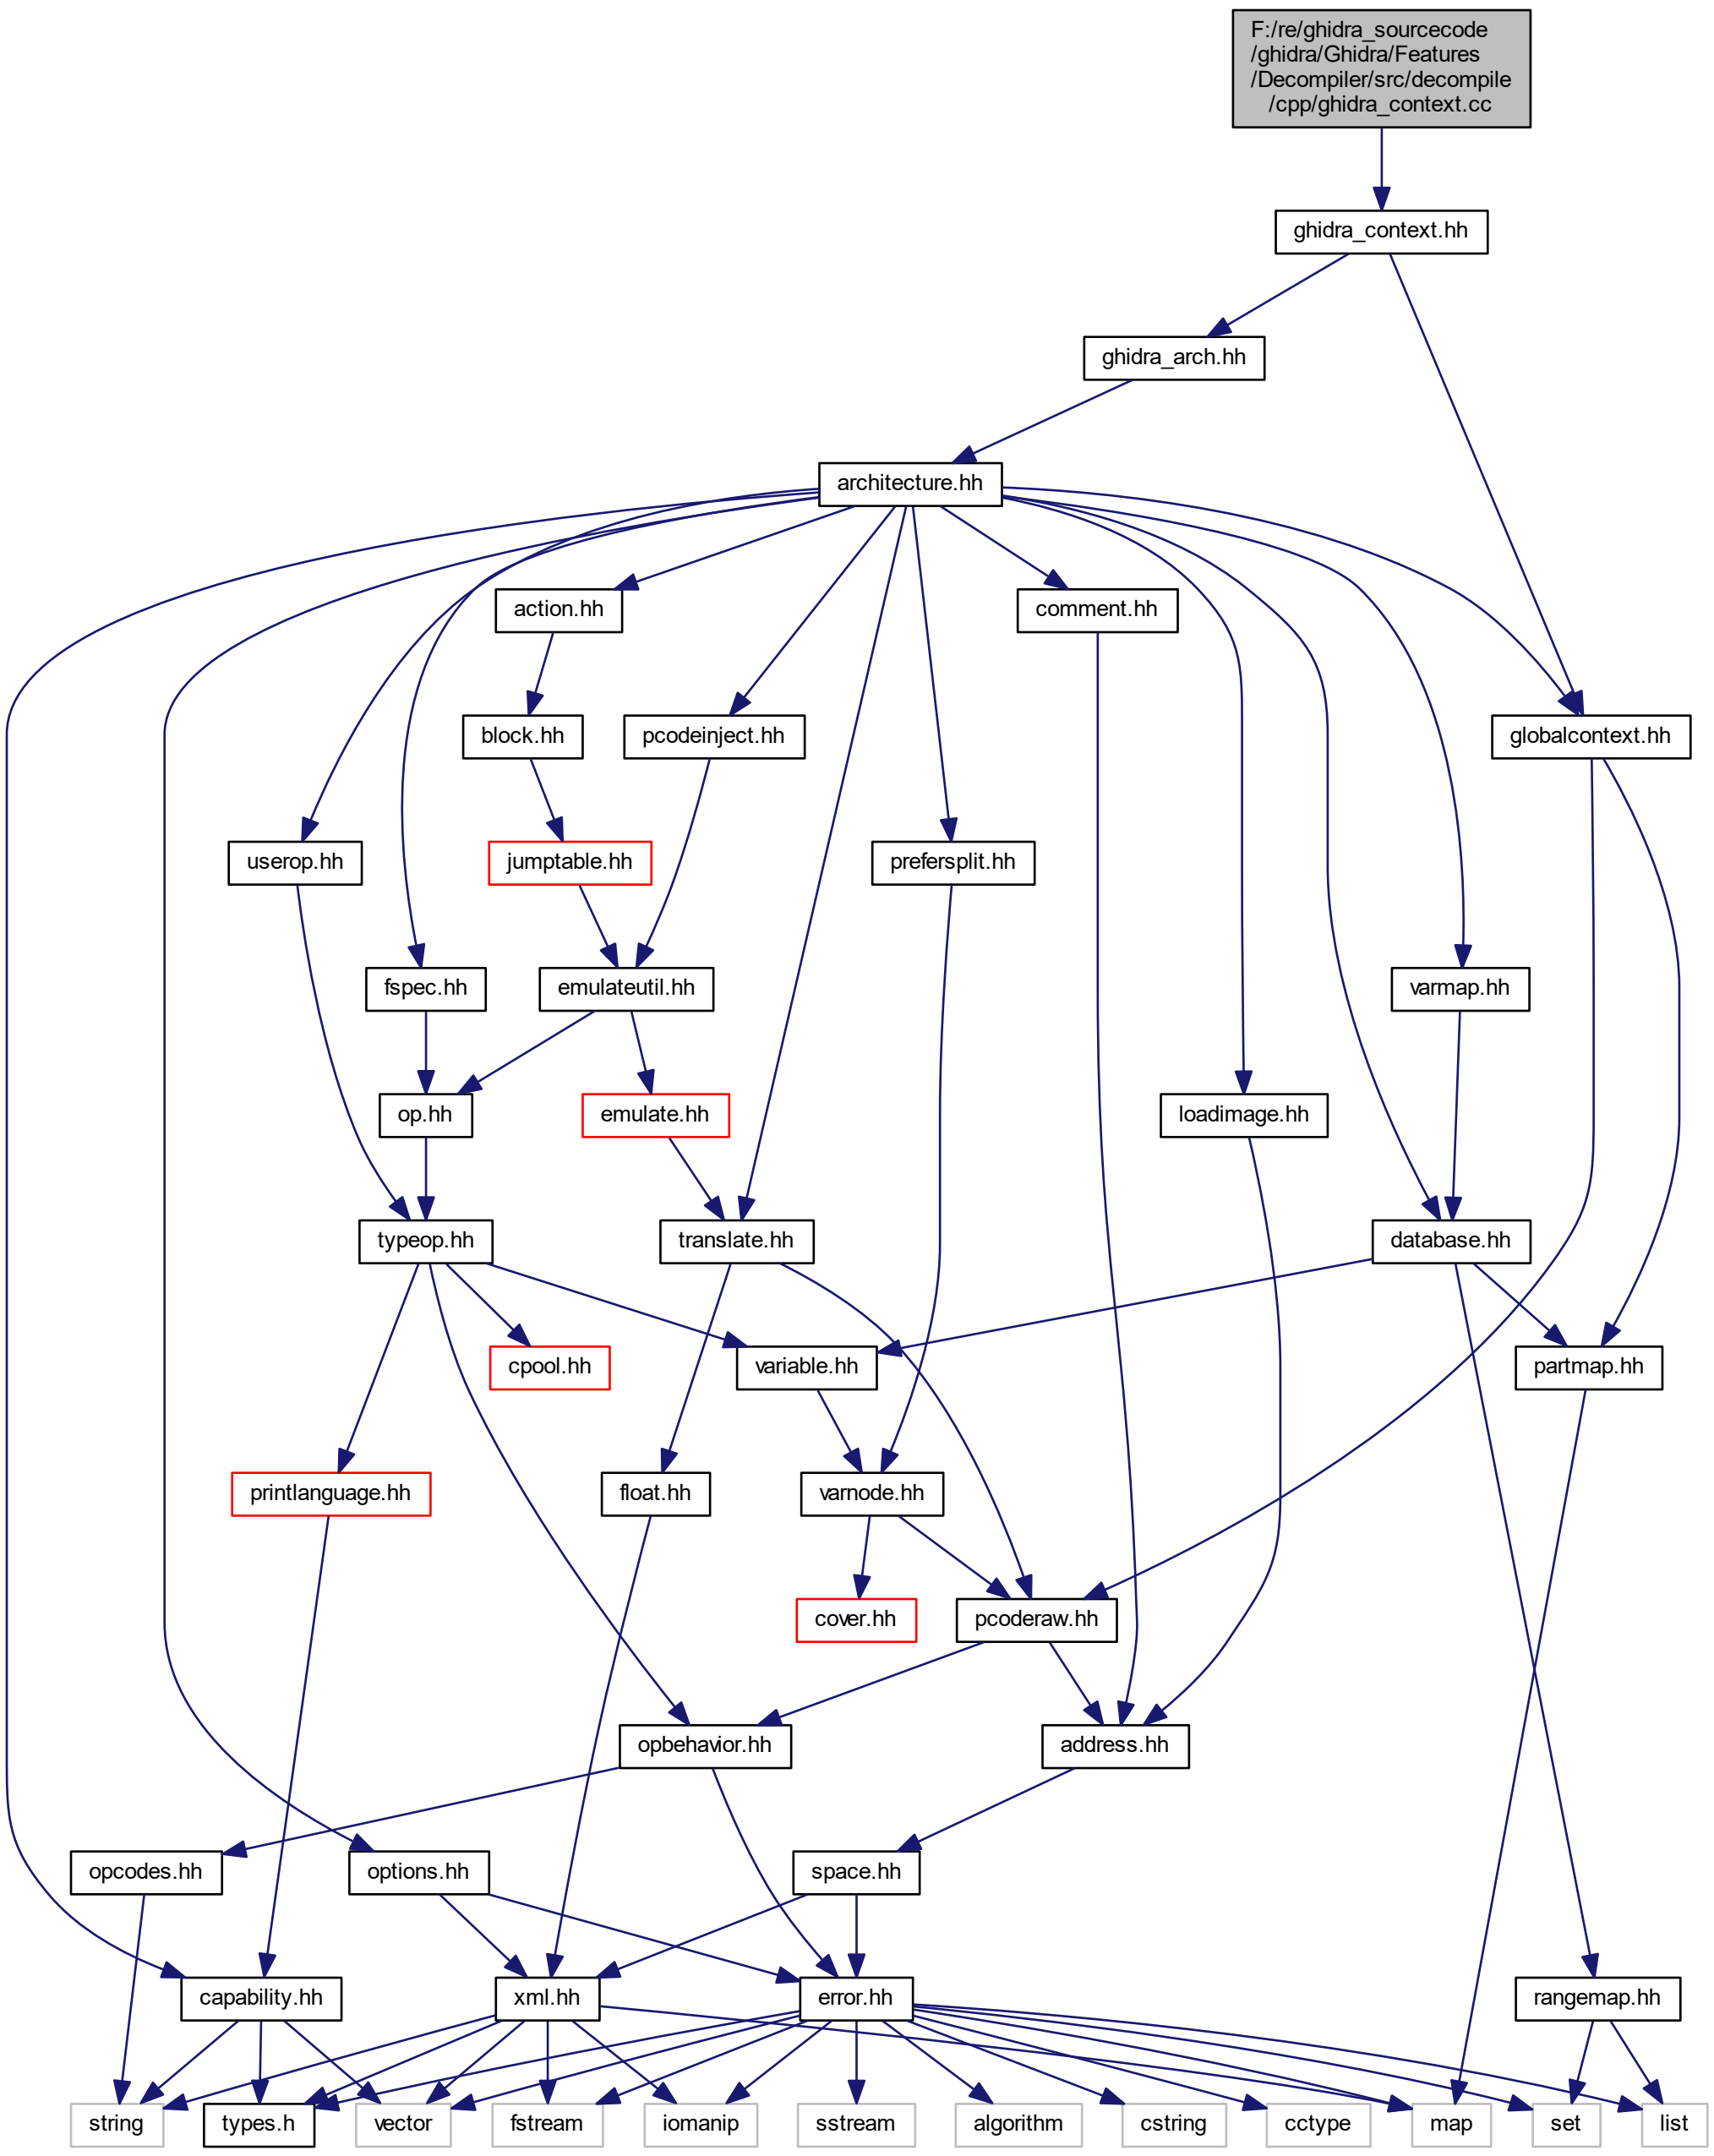 F:/re/ghidra_sourcecode
/ghidra/Ghidra/Features
/Decompiler/src/decompile
/cpp/ghidra_context.cc
ghidra_context.hh
ghidra_arch.hh
architecture.hh
action.hh
comment.hh
block.hh
pcodeinject.hh
globalcontext.hh
userop.hh
jumptable.hh
prefersplit.hh
fspec.hh
emulateutil.hh
varmap.hh
op.hh
emulate.hh
loadimage.hh
typeop.hh
translate.hh
database.hh
cpool.hh
variable.hh
partmap.hh
printlanguage.hh
float.hh
varnode.hh
cover.hh
pcoderaw.hh
opbehavior.hh
address.hh
opcodes.hh
options.hh
space.hh
capability.hh
xml.hh
error.hh
rangemap.hh
string
types.h
vector
fstream
iomanip
sstream
algorithm
cstring
cctype
map
set
list